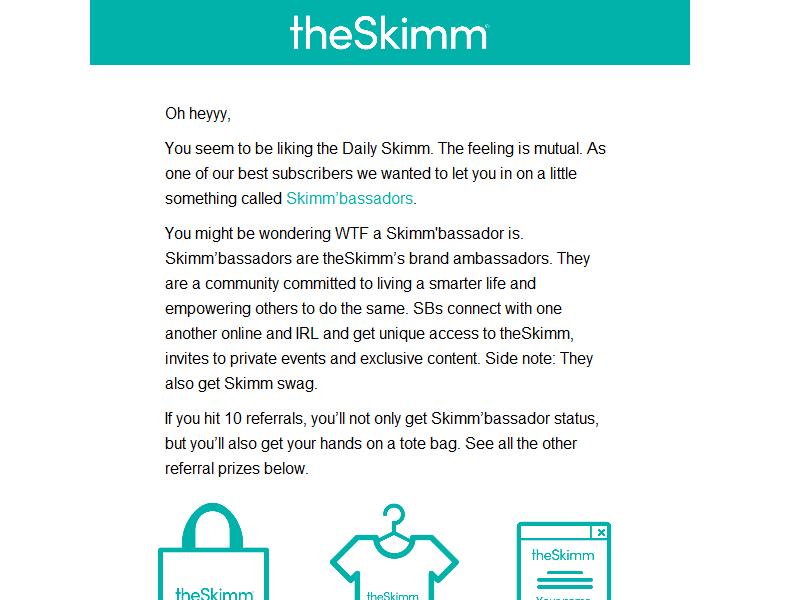 theSkimm
Oh heyyy,
You seem to be liking the Daily Skimm. The feeling is mutual. As
one of our best subscribers we wanted to let you in on a little
something called Skimm’bassadors.
You might be wondering WTF a Skimm'bassador is.
Skimm’bassadors are theSkimm’s brand ambassadors. They
are a community committed to living a smarter life and
empowering others to do the same. SBs connect with one
another online and IRL and get unique access to theSkimm,
invites to private events and exclusive content. Side note: They
also get Skimm swag.
If you hit 10 referrals, you’ll not only get Skimm’bassador status,
but you’ll also get your hands on a tote bag. See all the other
referral prizes below.
theSkimm
theSkimm
theSkimm